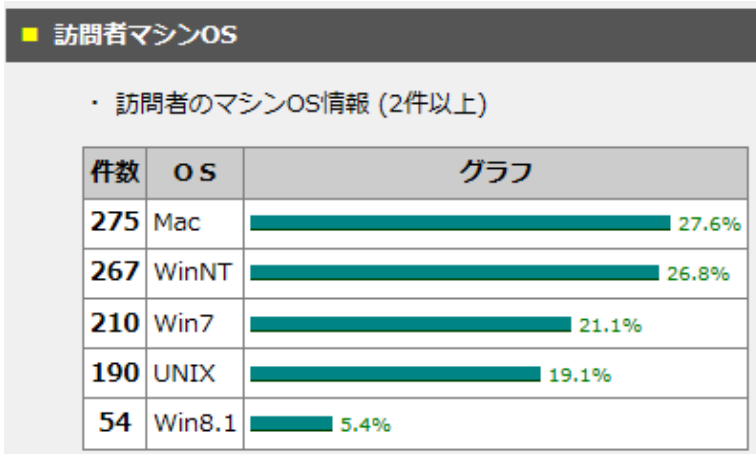 ■ 訪問者マシンOS
・ 訪問者のマシンOS情報 (2件以上)
件数 O S グラフ
275 Mac 27.6%
267 WinNT 26.8%
210 Win7 21.1%
190 UNIX 19.1%
54 Win8.1 5.4%